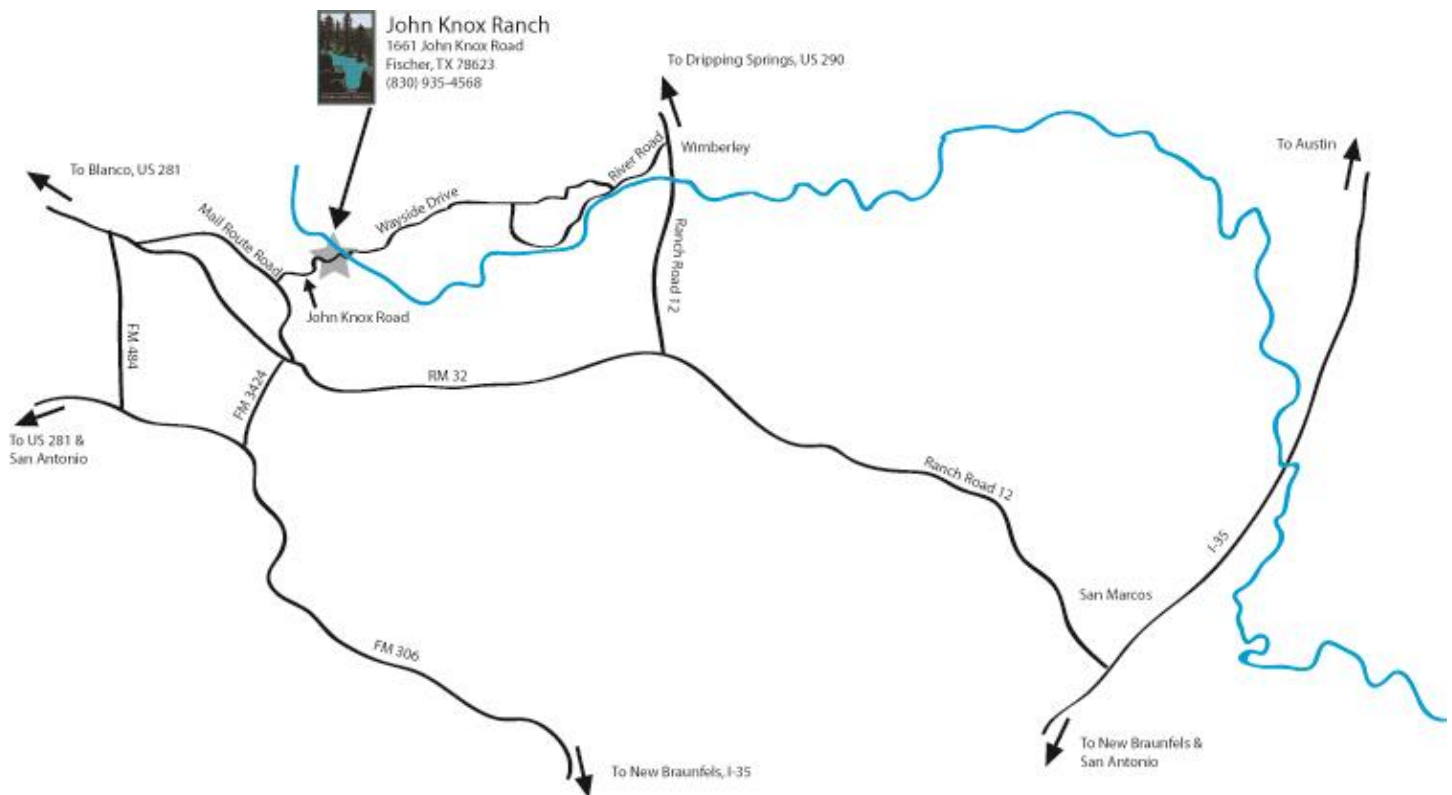 John Knox Ranch
1661 John Knox Road
Fischer, TX 78623
(830) 935-4568
To Dripping Springs, US 290
To Blanco, US 281
Mail Route Road
Wayside Drive
River Road
Wimberley
To Austin
John Knox Road
Ranch Road 12
FM 484
FM 3424
RM 32
To US 281 &
San Antonio
Ranch Road 12
I-35
San Marcos
FM 306
To New Braunfels, I-35
To New Braunfels &
San Antonio